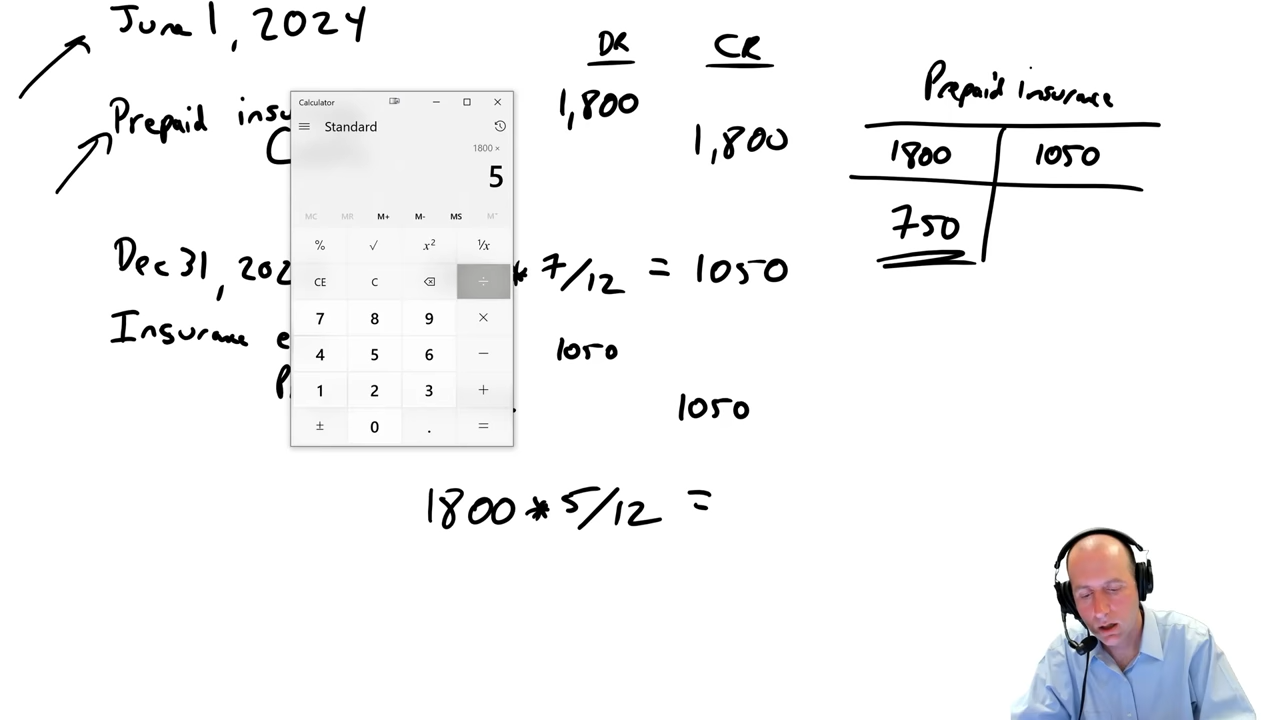 June 1, 2024
DR CR
Prepaid insu 1,800
C 1,800
Dec 31, 202 * 7/12 = 1050
Insurance e 1050
P 1050
1800 * 5/12 =
Prepaid insurance
1800 1050
750
Calculator
Standard
1800 ×
5
MC MR M+ M- MS M˅
% √ x² ¹/x
CE C ⌫ ÷
7 8 9 ×
4 5 6 −
1 2 3 +
± 0 . =